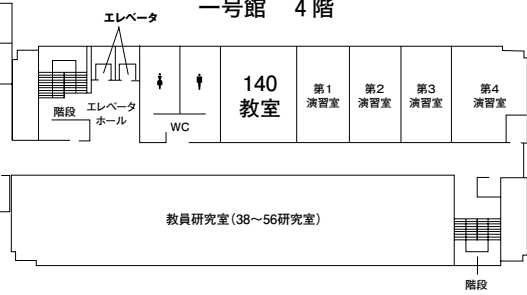 一号館　4階
エレベータ
階段
エレベータ
ホール
WC
140
教室
第1
演習室
第2
演習室
第3
演習室
第4
演習室
教員研究室(38～56研究室)
階段